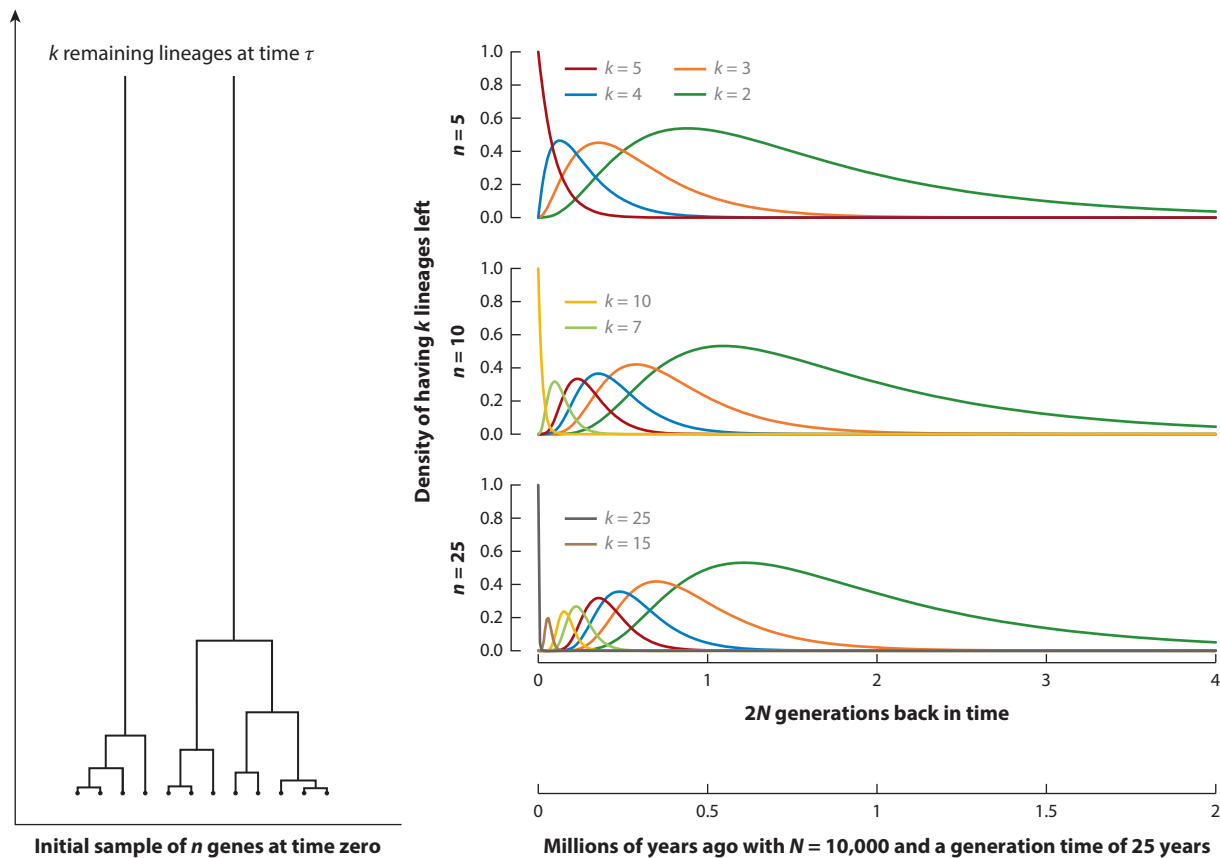 k remaining lineages at time τ
Initial sample of n genes at time zero
Density of having k lineages left
n = 5
1.0
0.8
0.6
0.4
0.2
0.0
k = 5
k = 3
k = 4
k = 2
n = 10
1.0
0.8
0.6
0.4
0.2
0.0
k = 10
k = 7
n = 25
1.0
0.8
0.6
0.4
0.2
0.0
k = 25
k = 15
0 1 2 3 4
2N generations back in time
0 0.5 1 1.5 2
Millions of years ago with N = 10,000 and a generation time of 25 years